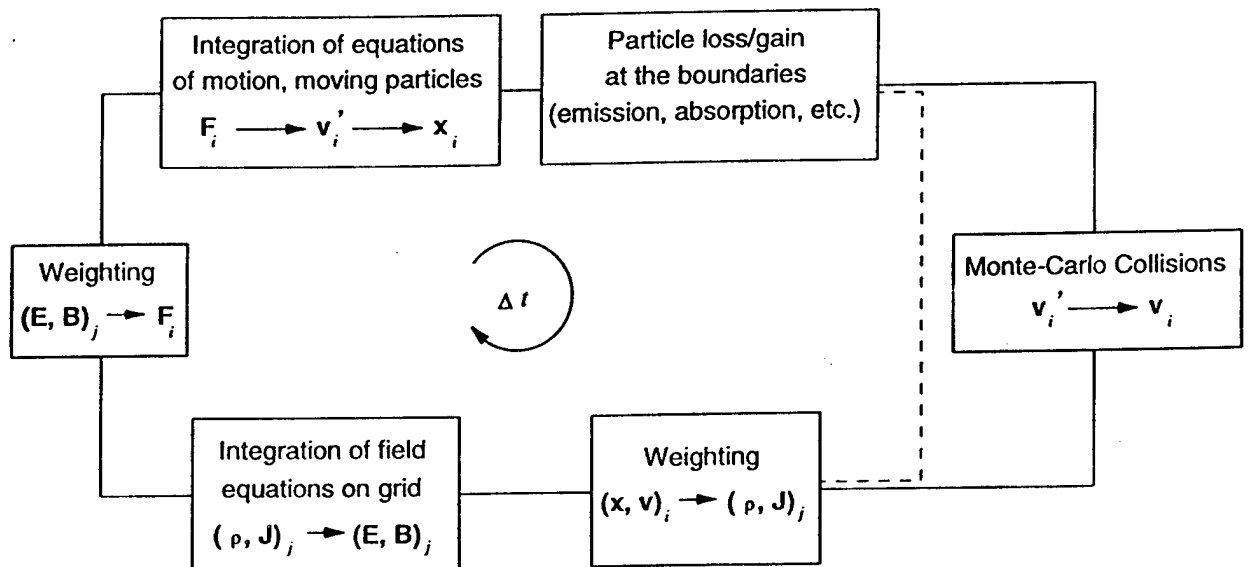 Integration of equations
of motion, moving particles
F_i ⟶ v_i' ⟶ x_i
Particle loss/gain
at the boundaries
(emission, absorption, etc.)
Monte-Carlo Collisions
v_i' ⟶ v_i
Weighting
(x, v)_i → (ρ, J)_j
Integration of field
equations on grid
(ρ, J)_j → (E, B)_j
Weighting
(E, B)_j → F_i
Δt